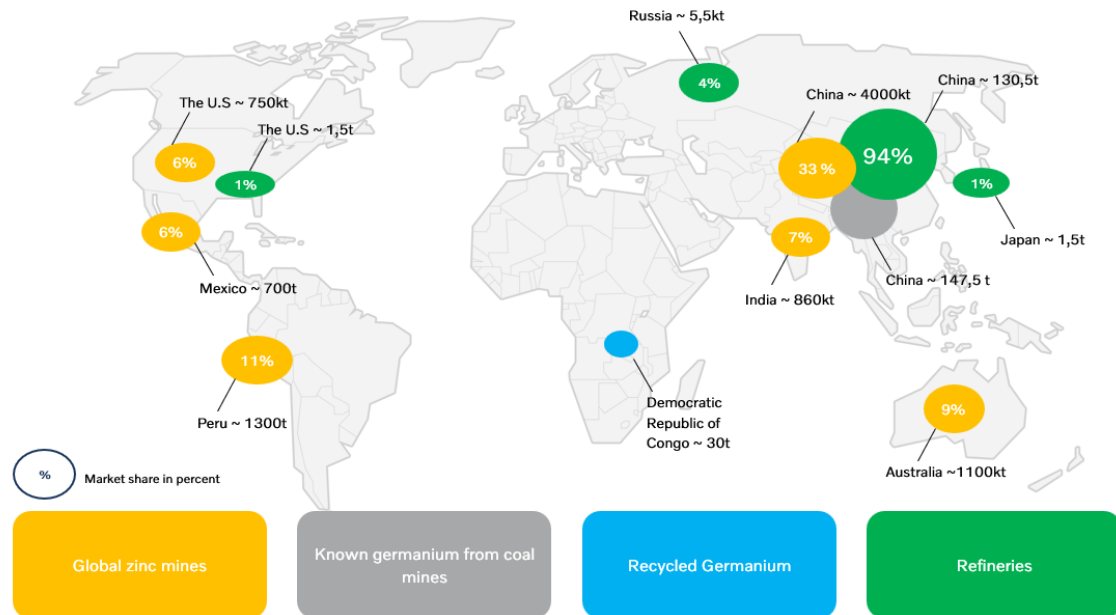 Russia ~ 5,5kt
4%
China ~ 130,5t
China ~ 4000kt
The U.S ~ 750kt
The U.S ~ 1,5t
94%
33 %
6%
1%
1%
6%
7%
Japan ~ 1,5t
Mexico ~ 700t
China ~ 147,5 t
India ~ 860kt
11%
Democratic
Republic of
Congo ~ 30t
9%
Peru ~ 1300t
Australia ~1100kt
%
Market share in percent
Global zinc mines
Known germanium from coal
mines
Recycled Germanium
Refineries